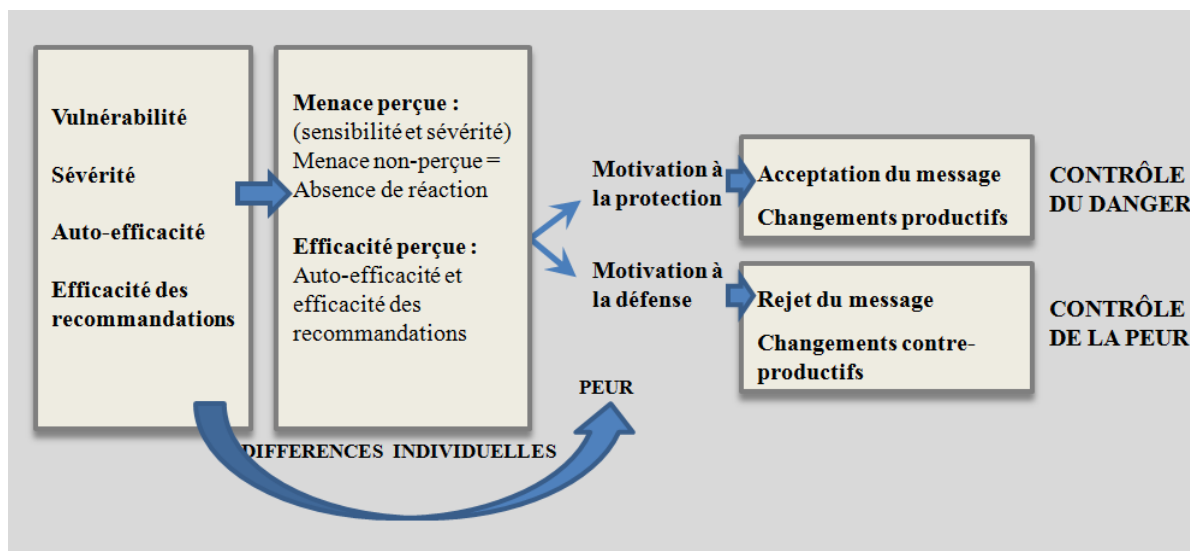 Vulnérabilité
Sévérité
Auto-efficacité
Efficacité des
recommandations
Menace perçue :
(sensibilité et sévérité)
Menace non-perçue =
Absence de réaction
Efficacité perçue :
Auto-efficacité et
efficacité des
recommandations
Motivation à
la protection
Motivation à
la défense
Acceptation du message
Changements productifs
Rejet du message
Changements contre-
productifs
CONTRÔLE
DU DANGER
CONTRÔLE
DE LA PEUR
PEUR
DIFFERENCES INDIVIDUELLES